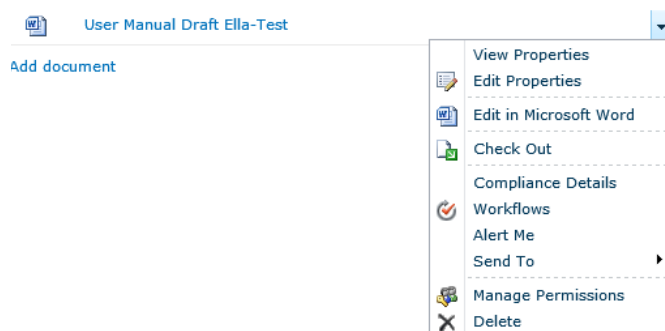 User Manual Draft Ella-Test
Add document
View Properties
Edit Properties
Edit in Microsoft Word
Check Out
Compliance Details
Workflows
Alert Me
Send To
Manage Permissions
Delete